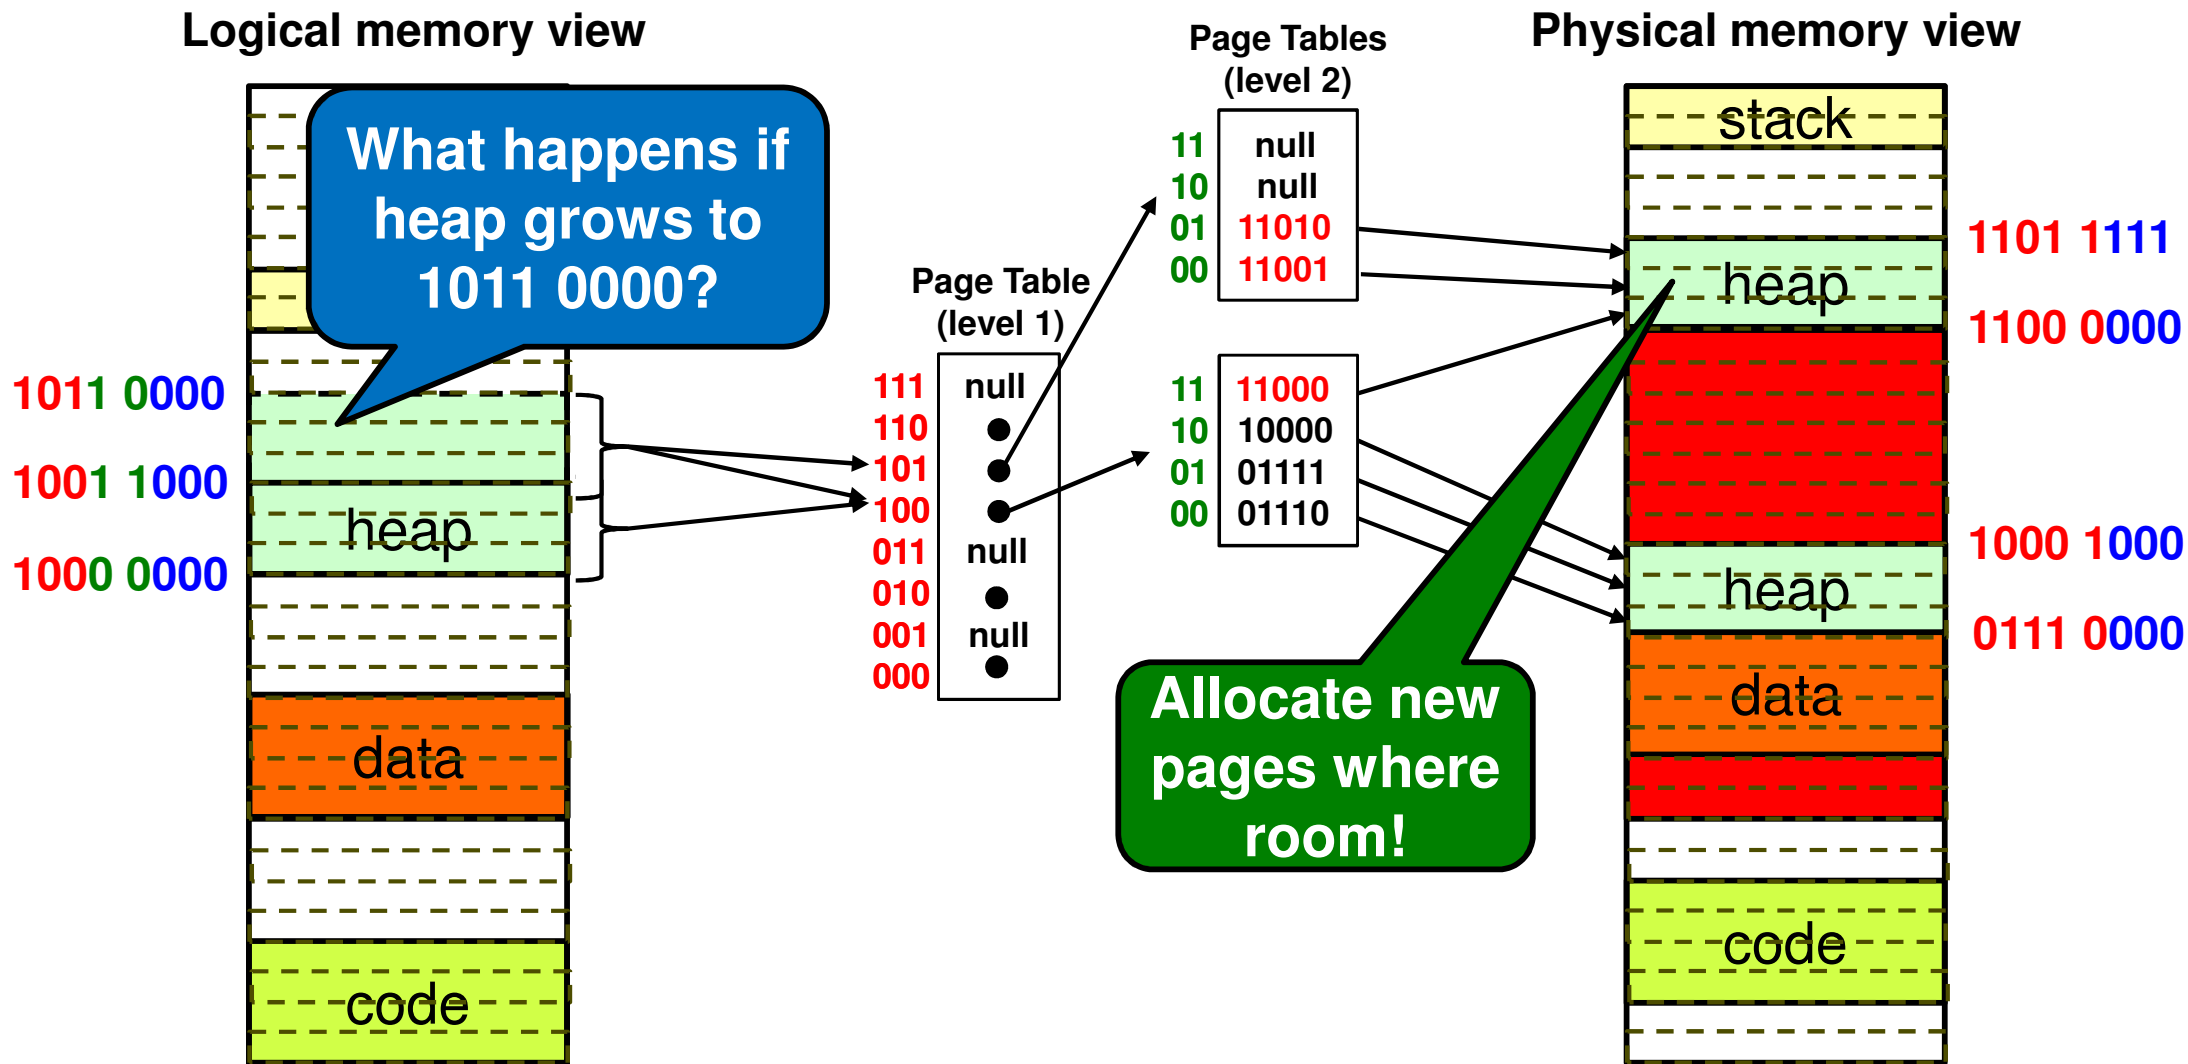 Logical memory view
What happens if
heap grows to
1011 0000?
1011 0000
1001 1000
heap
1000 0000
data
code
Page Table
(level 1)
111 null
110
101
100
011 null
010
001 null
000
Page Tables
(level 2)
11 null
10 null
01 11010
00 11001
11 11000
10 10000
01 01111
00 01110
Allocate new
pages where
room!
Physical memory view
stack
1101 1111
heap
1100 0000
1000 1000
heap
0111 0000
data
code